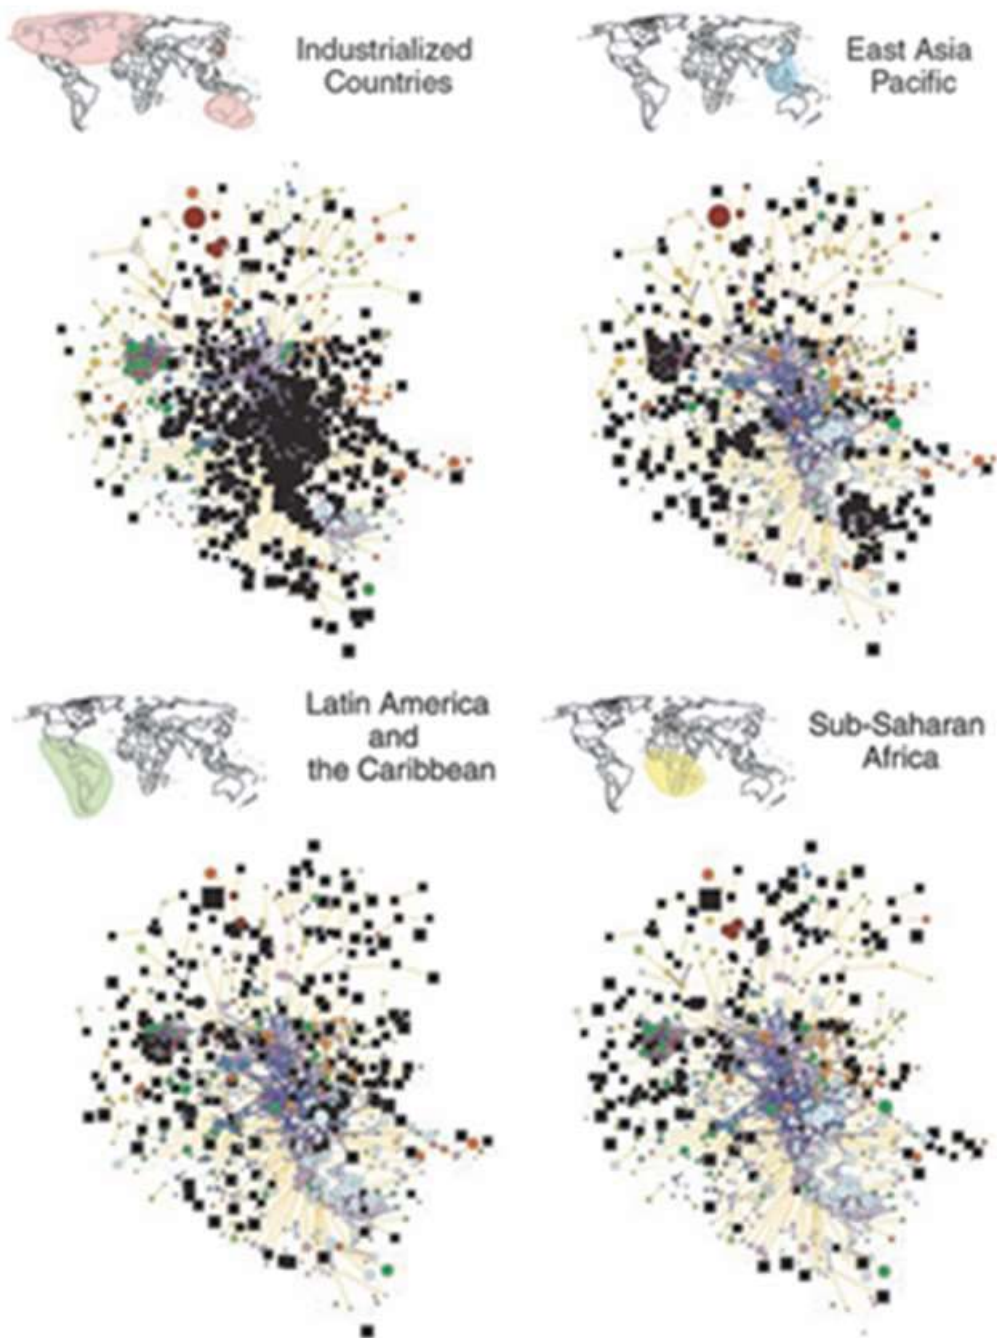 Industrialized
Countries
East Asia
Pacific
Latin America
and
the Caribbean
Sub-Saharan
Africa